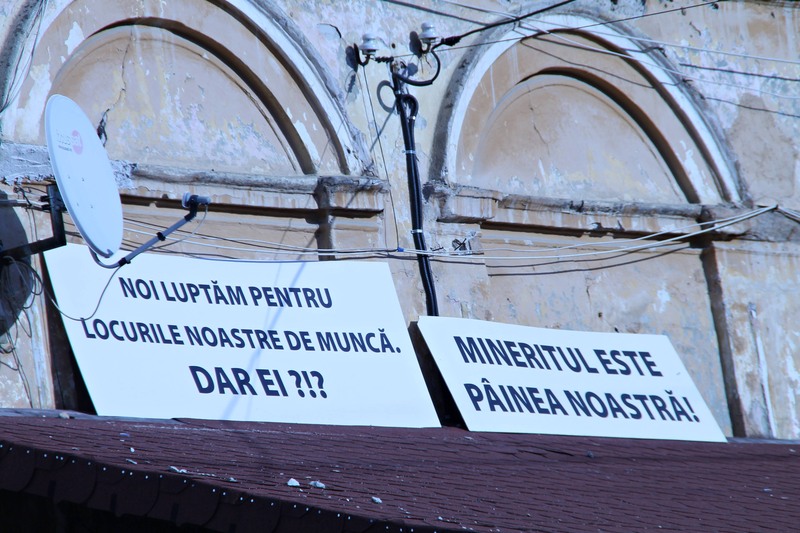 NOI LUPTĂM PENTRU
LOCURILE NOASTRE DE MUNCĂ.
DAR EI ?!?
MINERITUL ESTE
PÂINEA NOASTRĂ!